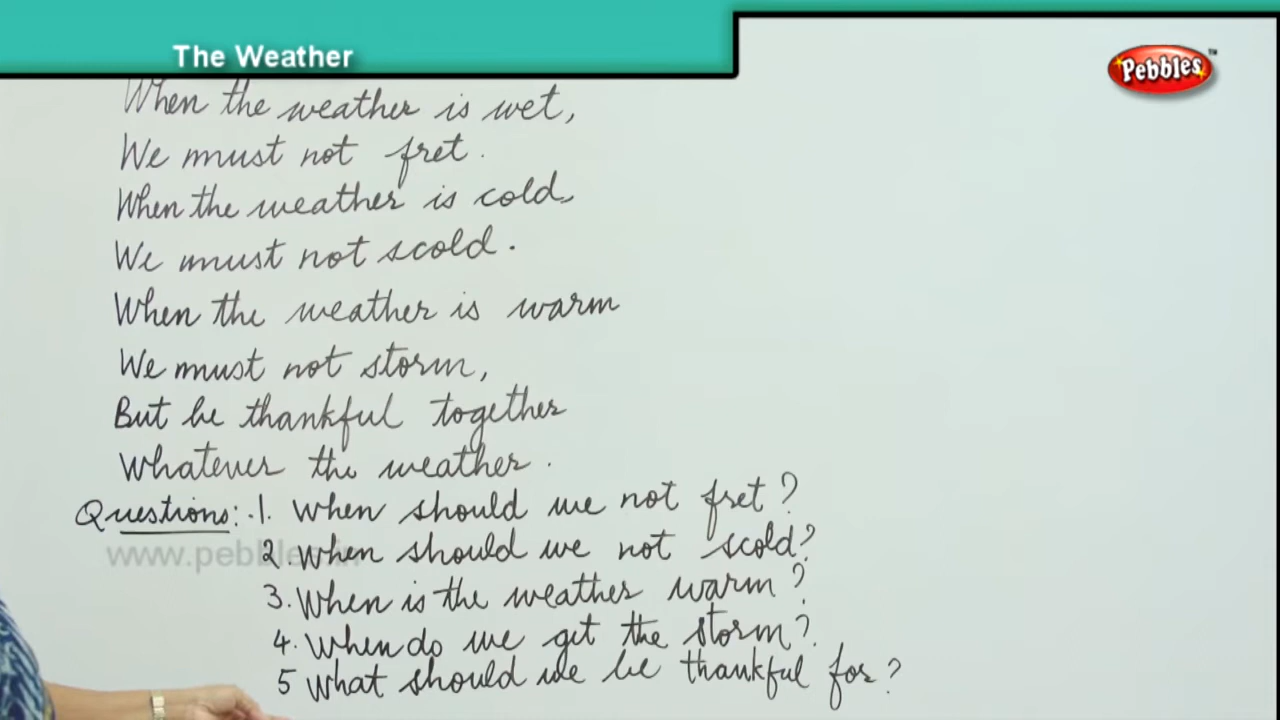 The Weather
Pebbles™
When the weather is wet,
We must not fret.
When the weather is cold,
We must not scold.
When the weather is warm
We must not storm,
But be thankful together
Whatever the weather.
Questions:.1. When should we not fret?
www.pebbles.in
2. When should we not scold?
3. When is the weather warm?
4. When do we get the storm?
5 What should we be thankful for?